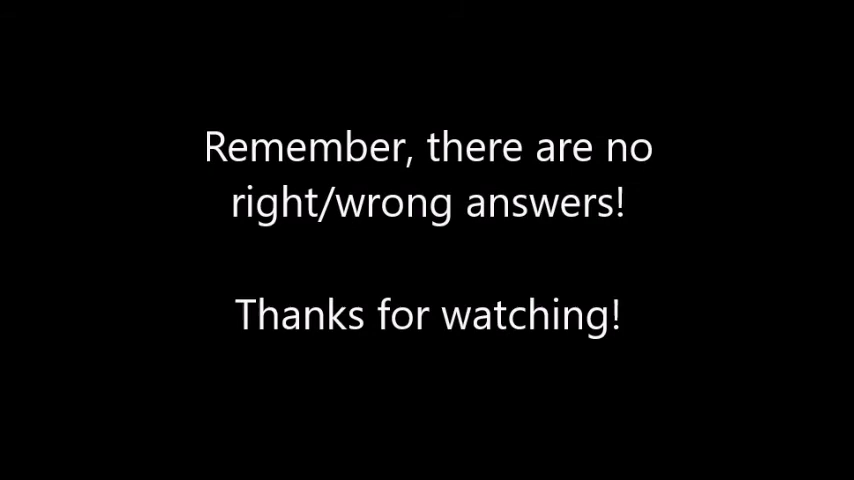 Remember, there are no
right/wrong answers!
Thanks for watching!